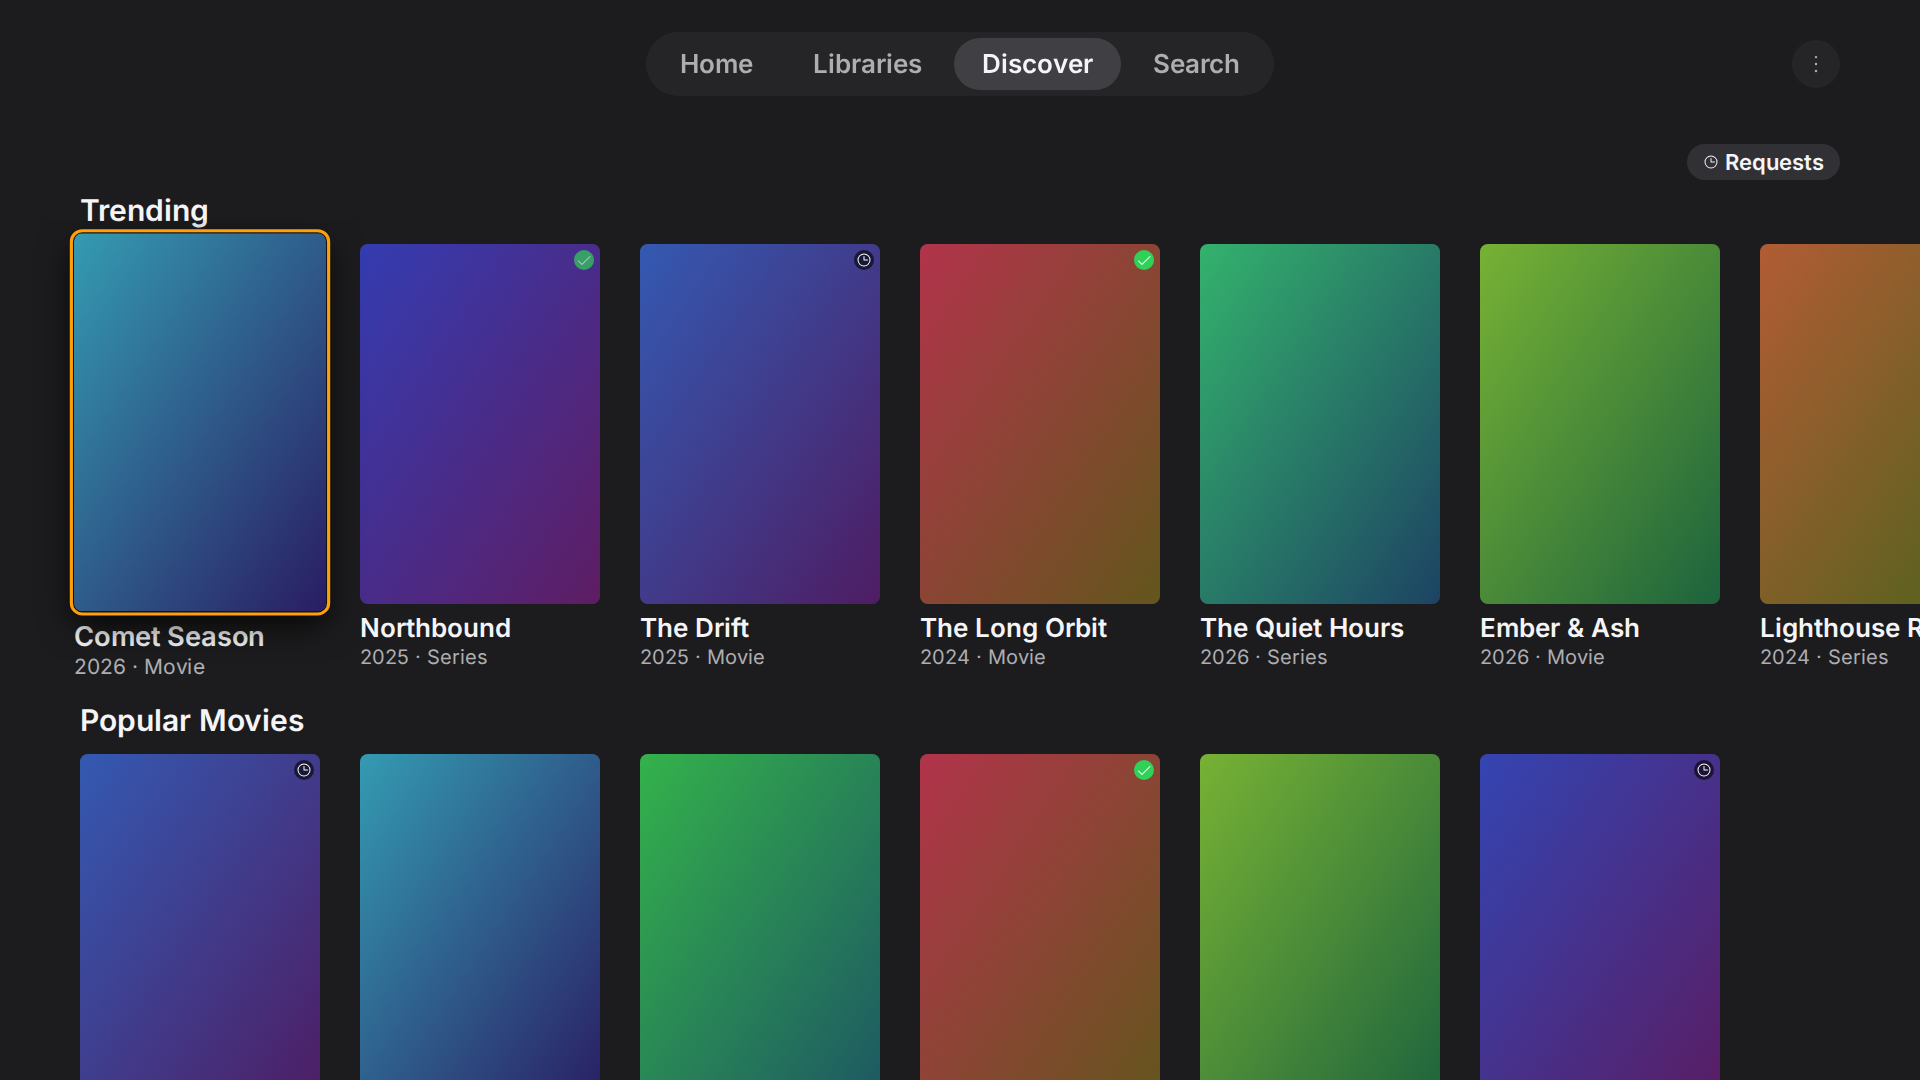 Home
Libraries
Discover
Search
Requests
Trending
Comet Season
2026 · Movie
Northbound
2025 · Series
The Drift
2025 · Movie
The Long Orbit
2024 · Movie
The Quiet Hours
2026 · Series
Ember & Ash
2026 · Movie
Lighthouse
2024 · Series
Popular Movies